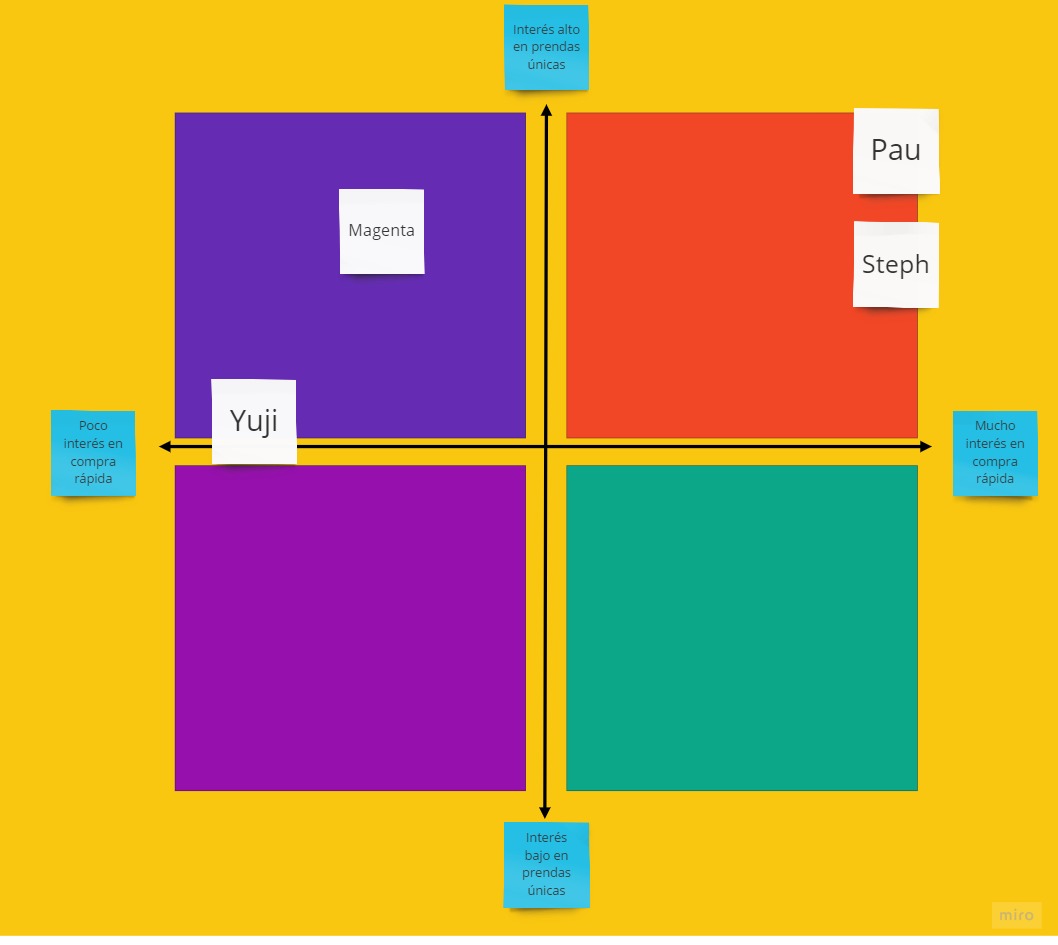 Interés alto
en prendas
únicas
Pau
Magenta
Steph
Yuji
Poco
interés en
compra
rápida
Mucho
interés en
compra
rápida
Interés
bajo en
prendas
únicas
miro